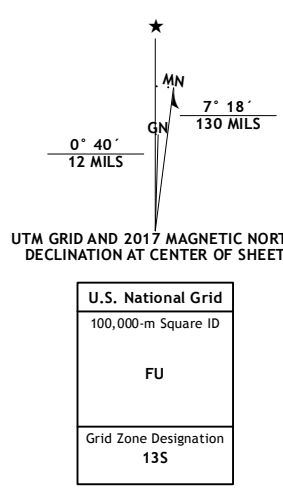 ★
MN
GN
7° 18´
130 MILS
0° 40´
12 MILS
UTM GRID AND 2017 MAGNETIC NORT
DECLINATION AT CENTER OF SHEET
U.S. National Grid
100,000-m Square ID
FU
Grid Zone Designation
13S